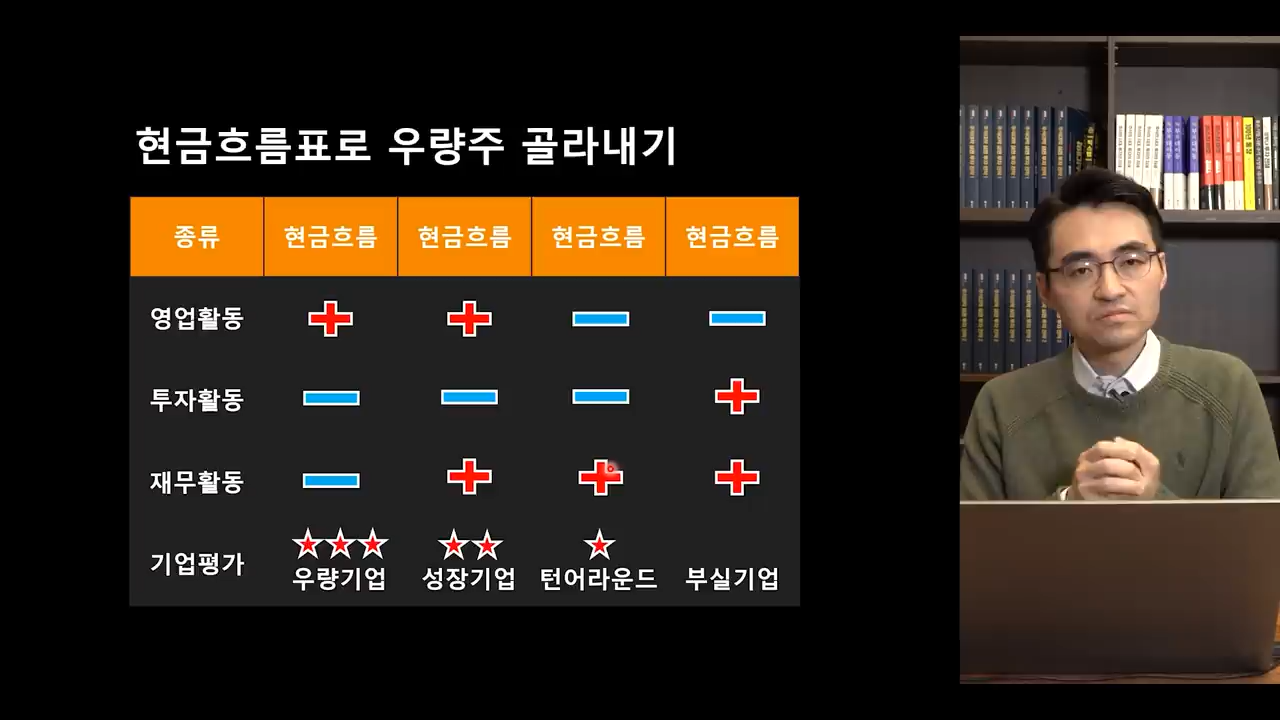 현금흐름표로 우량주 골라내기
종류 현금흐름 현금흐름 현금흐름 현금흐름
영업활동
투자활동
재무활동
기업평가
우량기업 성장기업 턴어라운드 부실기업